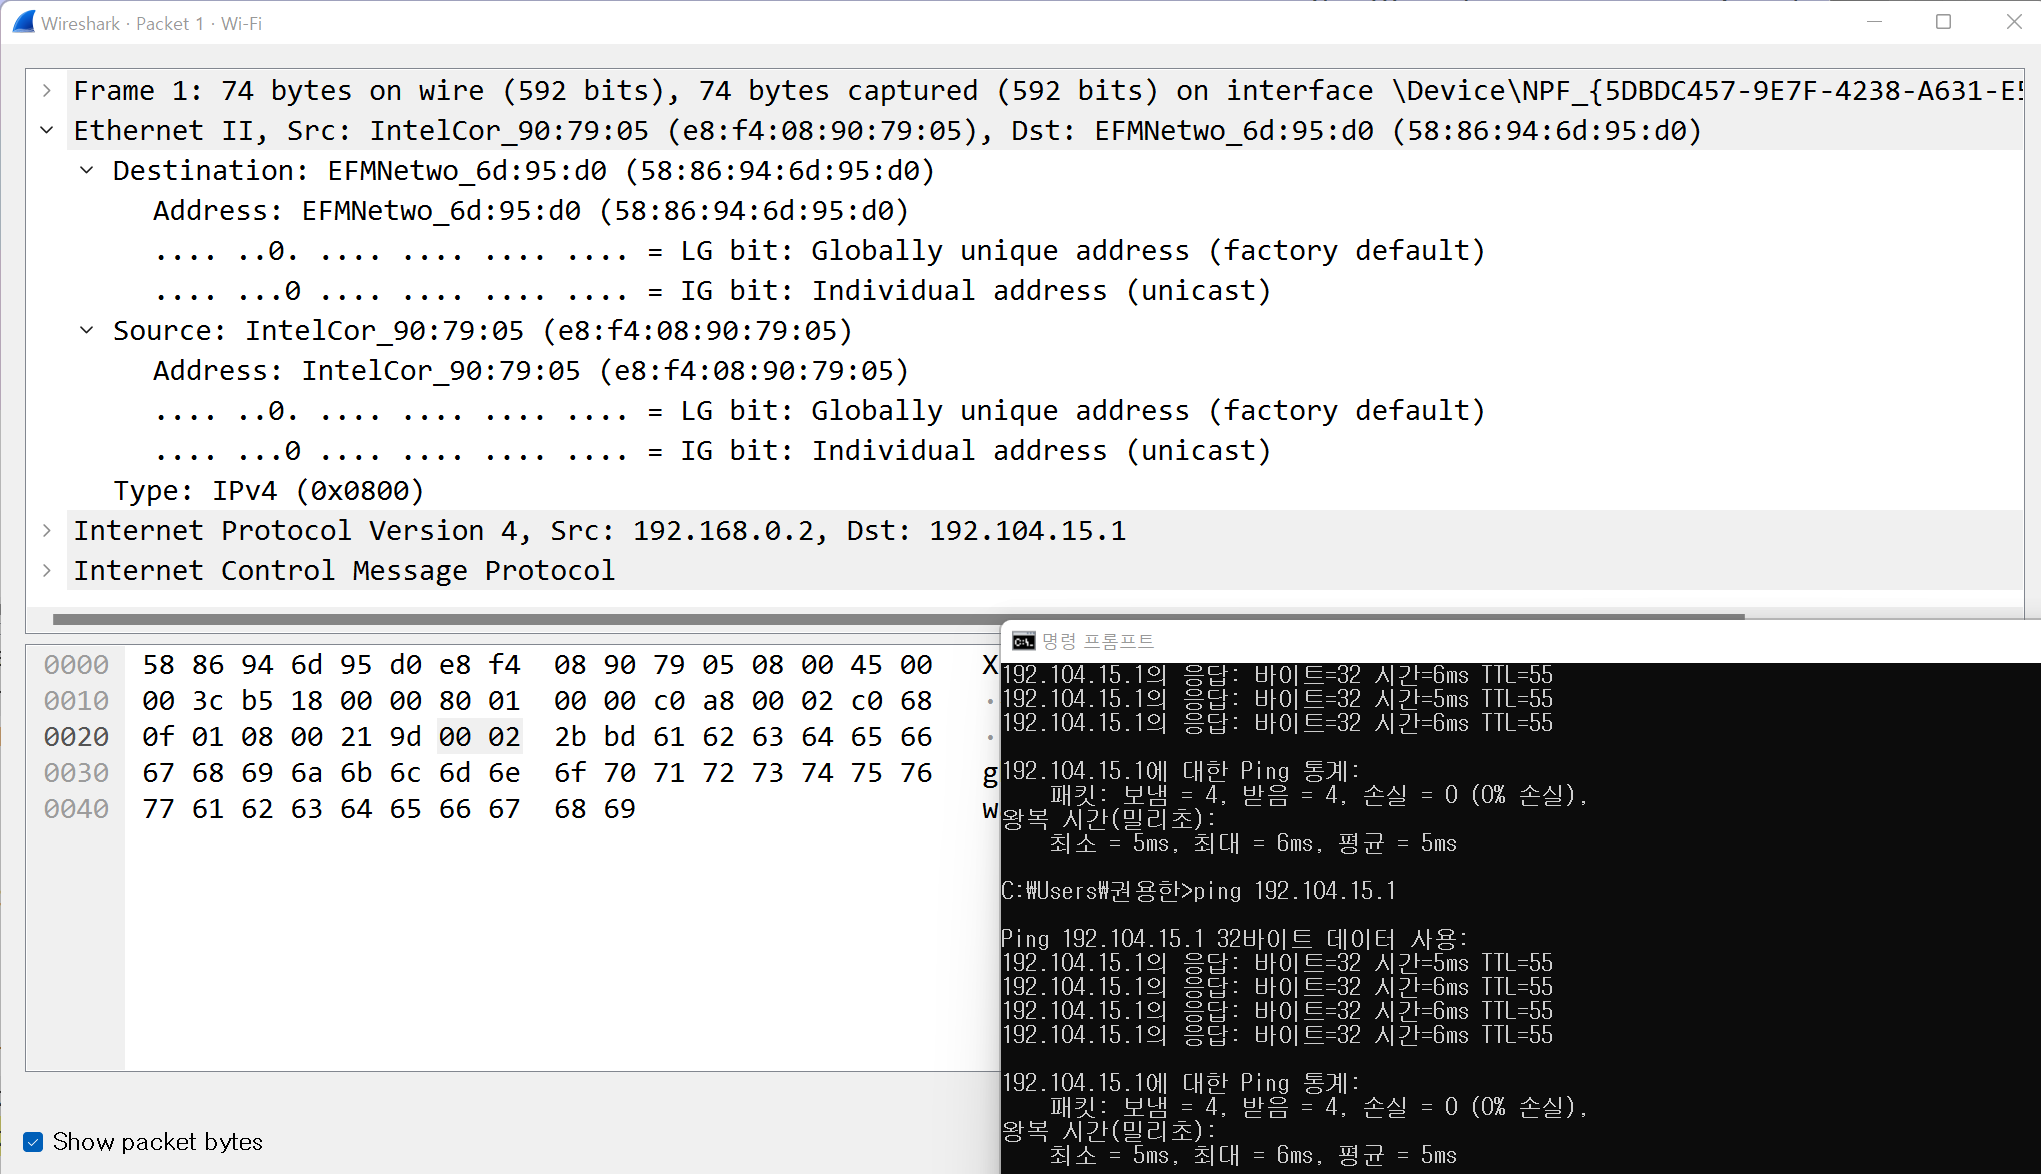 Wireshark · Packet 1 · Wi-Fi
Frame 1: 74 bytes on wire (592 bits), 74 bytes captured (592 bits) on interface \Device\NPF_{5DBDC457-9E7F-4238-A631-E5
Ethernet II, Src: IntelCor_90:79:05 (e8:f4:08:90:79:05), Dst: EFMNetwo_6d:95:d0 (58:86:94:6d:95:d0)
Destination: EFMNetwo_6d:95:d0 (58:86:94:6d:95:d0)
Address: EFMNetwo_6d:95:d0 (58:86:94:6d:95:d0)
.... ..0. .... .... .... .... = LG bit: Globally unique address (factory default)
.... ...0 .... .... .... .... = IG bit: Individual address (unicast)
Source: IntelCor_90:79:05 (e8:f4:08:90:79:05)
Address: IntelCor_90:79:05 (e8:f4:08:90:79:05)
.... ..0. .... .... .... .... = LG bit: Globally unique address (factory default)
.... ...0 .... .... .... .... = IG bit: Individual address (unicast)
Type: IPv4 (0x0800)
Internet Protocol Version 4, Src: 192.168.0.2, Dst: 192.104.15.1
Internet Control Message Protocol
0000 58 86 94 6d 95 d0 e8 f4 08 90 79 05 08 00 45 00 X
0010 00 3c b5 18 00 00 80 01 00 00 c0 a8 00 02 c0 68 ·
0020 0f 01 08 00 21 9d 00 02 2b bd 61 62 63 64 65 66 ·
0030 67 68 69 6a 6b 6c 6d 6e 6f 70 71 72 73 74 75 76 g
0040 77 61 62 63 64 65 66 67 68 69 w
Show packet bytes
명령 프롬프트
192.104.15.1의 응답: 바이트=32 시간=6ms TTL=55
192.104.15.1의 응답: 바이트=32 시간=5ms TTL=55
192.104.15.1의 응답: 바이트=32 시간=6ms TTL=55
192.104.15.1에 대한 Ping 통계:
패킷: 보냄 = 4, 받음 = 4, 손실 = 0 (0% 손실),
왕복 시간(밀리초):
최소 = 5ms, 최대 = 6ms, 평균 = 5ms
C:₩Users₩권용한>ping 192.104.15.1
Ping 192.104.15.1 32바이트 데이터 사용:
192.104.15.1의 응답: 바이트=32 시간=5ms TTL=55
192.104.15.1의 응답: 바이트=32 시간=6ms TTL=55
192.104.15.1의 응답: 바이트=32 시간=6ms TTL=55
192.104.15.1의 응답: 바이트=32 시간=6ms TTL=55
192.104.15.1에 대한 Ping 통계:
패킷: 보냄 = 4, 받음 = 4, 손실 = 0 (0% 손실),
왕복 시간(밀리초):
최소 = 5ms, 최대 = 6ms, 평균 = 5ms